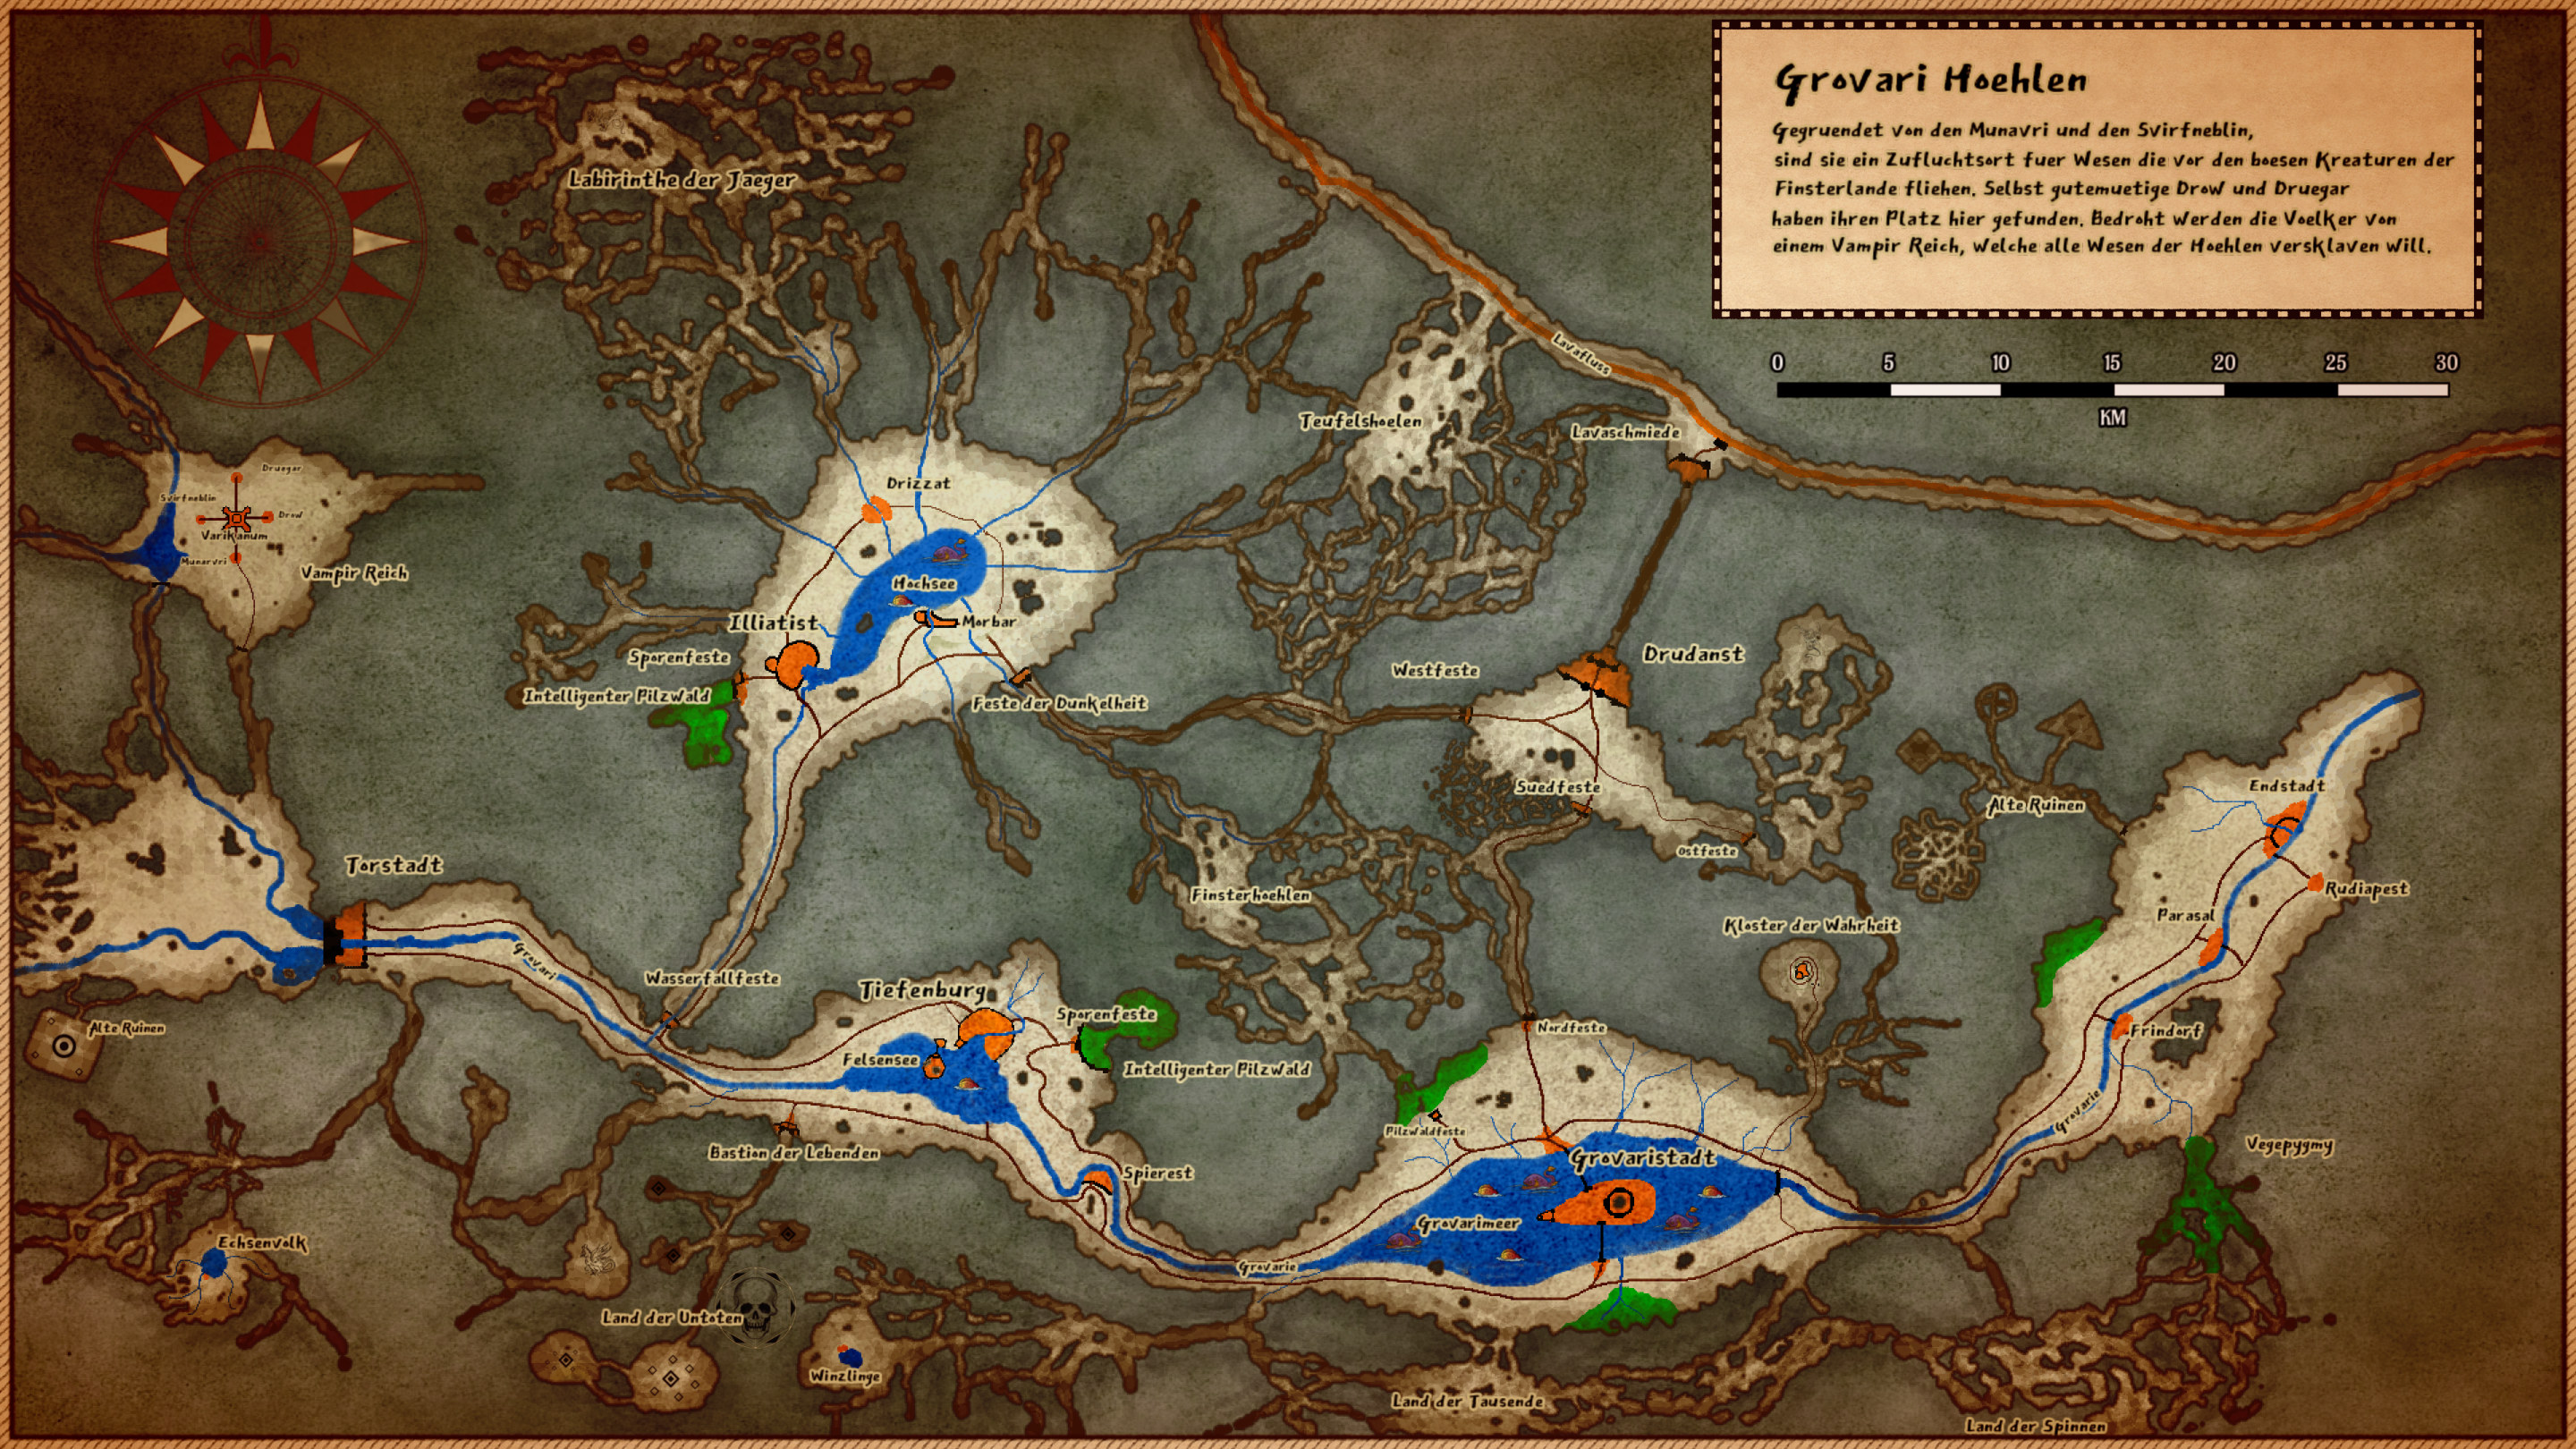 Grovari Hoehlen
Gegruendet von den Munavri und den Svirfneblin,
sind sie ein Zufluchtsort fuer Wesen die vor den boesen Kreaturen der
Finsterlande fliehen. Selbst gutemuetige Drow und Druegar
haben ihren Platz hier gefunden. Bedroht werden die Voelker von
einem Vampir Reich, welche alle Wesen der Hoehlen versklaven will.
0 5 10 15 20 25 30
KM
Labirinthe der Jaeger
Lavafluss
Teufelshoelen
Lavaschmiede
Druegar
Svirfneblin
Drow
Varikanum
Munarvri
Vampir Reich
Drizzat
Hochsee
Illiatist
Morbar
Sporenfeste
Intelligenter Pilzwald
Feste der Dunkelheit
Westfeste
Drudanst
Suedfeste
Ostfeste
Alte Ruinen
Endstadt
Rudiapest
Parasal
Frindorf
Torstadt
Grovari
Finsterhoehlen
Kloster der Wahrheit
Wasserfallfeste
Tiefenburg
Sporenfeste
Felsensee
Intelligenter Pilzwald
Alte Ruinen
Nordfeste
Pilzwaldfeste
Bastion der Lebenden
Spierest
Grovaristadt
Grovarimeer
Grovarie
Grovarie
Vegepygmy
Echsenvolk
Land der Untoten
Winzlinge
Land der Tausende
Land der Spinnen